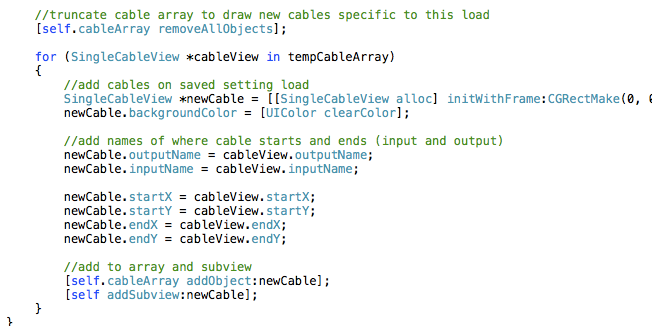 //truncate cable array to draw new cables specific to this load
[self.cableArray removeAllObjects];
for (SingleCableView *cableView in tempCableArray)
{
//add cables on saved setting load
SingleCableView *newCable = [[SingleCableView alloc] initWithFrame:CGRectMake(0,
newCable.backgroundColor = [UIColor clearColor];
//add names of where cable starts and ends (input and output)
newCable.outputName = cableView.outputName;
newCable.inputName = cableView.inputName;
newCable.startX = cableView.startX;
newCable.startY = cableView.startY;
newCable.endX = cableView.endX;
newCable.endY = cableView.endY;
//add to array and subview
[self.cableArray addObject:newCable];
[self addSubview:newCable];
}
}